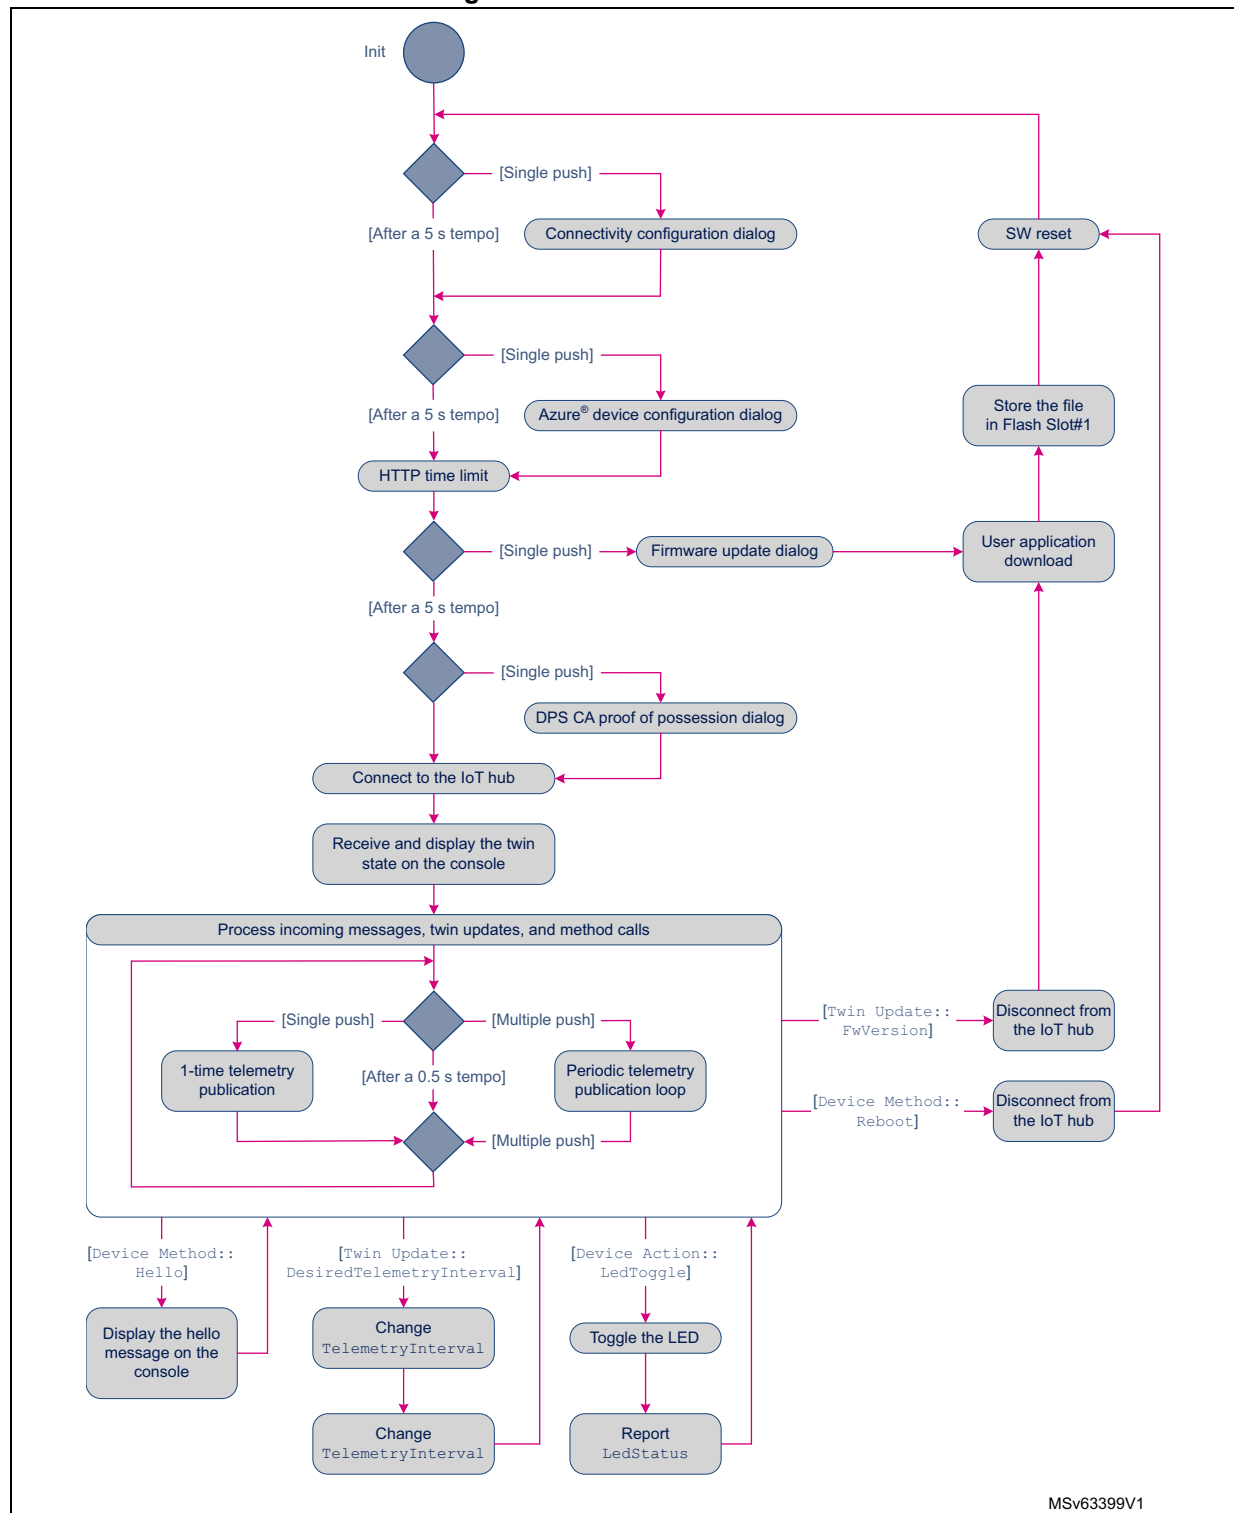 Init
[Single push]
[After a 5 s tempo]
Connectivity configuration dialog
SW reset
[Single push]
[After a 5 s tempo]
Azure® device configuration dialog
Store the file
in Flash Slot#1
HTTP time limit
[Single push]
Firmware update dialog
User application
download
[After a 5 s tempo]
[Single push]
DPS CA proof of possession dialog
Connect to the IoT hub
Receive and display the twin
state on the console
Process incoming messages, twin updates, and method calls
[Single push]
[Multiple push]
[Twin Update::
FwVersion]
Disconnect from
the IoT hub
1-time telemetry
publication
[After a 0.5 s tempo]
Periodic telemetry
publication loop
[Device Method::
Reboot]
Disconnect from
the IoT hub
[Multiple push]
[Device Method::
Hello]
[Twin Update::
DesiredTelemetryInterval]
[Device Action::
LedToggle]
Display the hello
message on the
console
Change
TelemetryInterval
Toggle the LED
Change
TelemetryInterval
Report
LedStatus
MSv63399V1